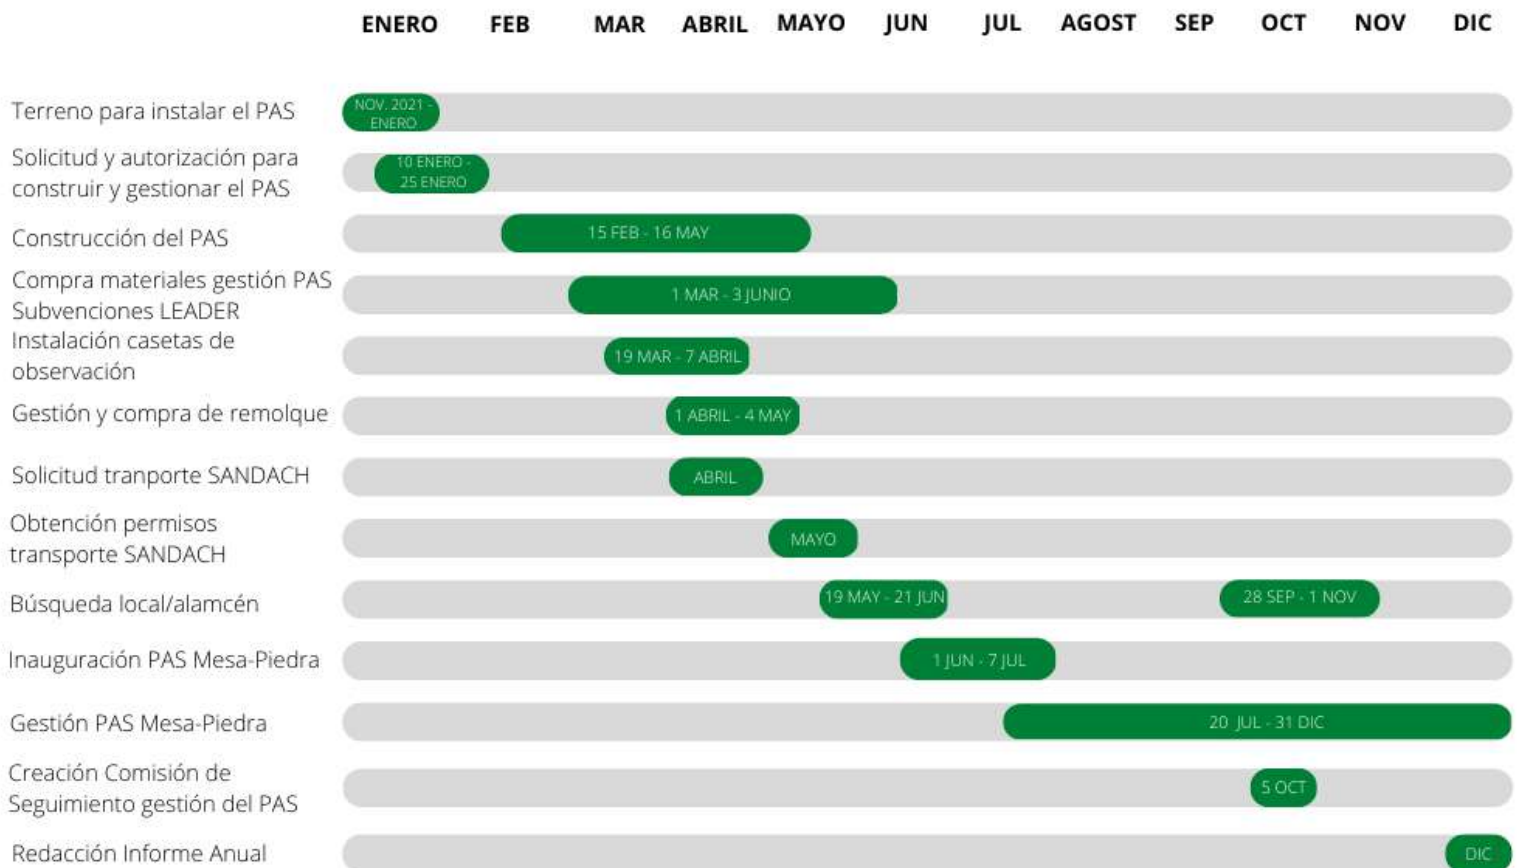 ENERO FEB MAR ABRIL MAYO JUN JUL AGOST SEP OCT NOV DIC
Terreno para instalar el PAS
NOV. 2021 -
ENERO
Solicitud y autorización para
construir y gestionar el PAS
10 ENERO -
25 ENERO
Construcción del PAS
15 FEB - 16 MAY
Compra materiales gestión PAS
Subvenciones LEADER
1 MAR - 3 JUNIO
Instalación casetas de
observación
19 MAR - 7 ABRIL
Gestión y compra de remolque
1 ABRIL - 4 MAY
Solicitud tranporte SANDACH
ABRIL
Obtención permisos
transporte SANDACH
MAYO
Búsqueda local/alamcén
19 MAY - 21 JUN
28 SEP - 1 NOV
Inauguración PAS Mesa-Piedra
1 JUN - 7 JUL
Gestión PAS Mesa-Piedra
20 JUL - 31 DIC
Creación Comisión de
Seguimiento gestión del PAS
5 OCT
Redacción Informe Anual
DIC